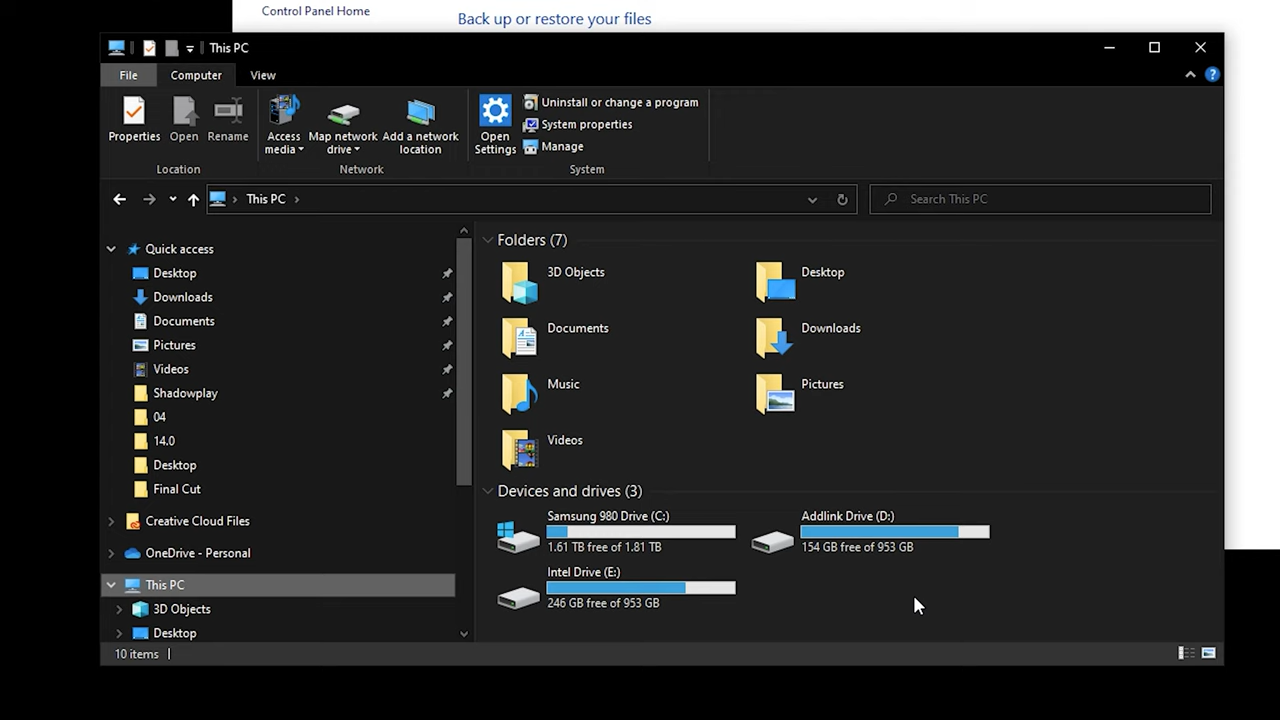 Control Panel Home
Back up or restore your files
This PC
File
Computer
View
Properties
Open
Rename
Access media
Map network drive
Add a network location
Open Settings
Uninstall or change a program
System properties
Manage
Location
Network
System
This PC
Search This PC
Quick access
Desktop
Downloads
Documents
Pictures
Videos
Shadowplay
04
14.0
Desktop
Final Cut
Creative Cloud Files
OneDrive - Personal
This PC
3D Objects
Desktop
Folders (7)
3D Objects
Desktop
Documents
Downloads
Music
Pictures
Videos
Devices and drives (3)
Samsung 980 Drive (C:)
1.61 TB free of 1.81 TB
Addlink Drive (D:)
154 GB free of 953 GB
Intel Drive (E:)
246 GB free of 953 GB
10 items